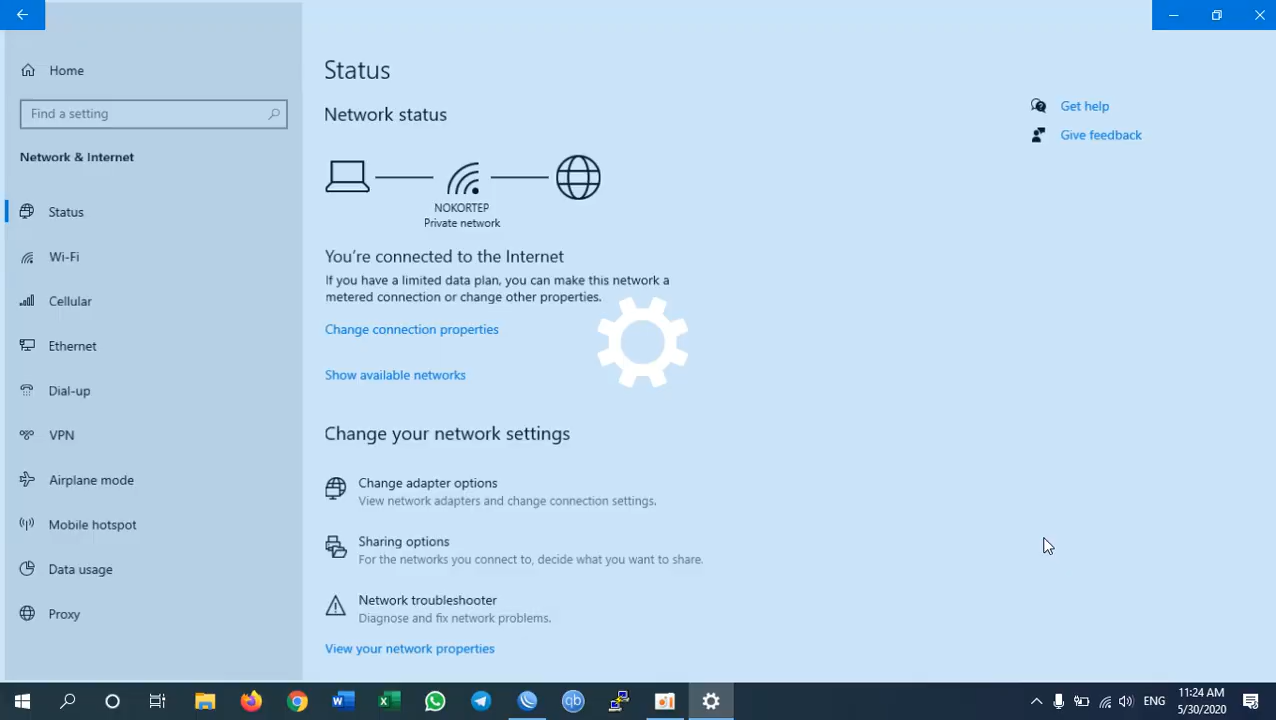 Home
Find a setting
Network & Internet
Status
Wi-Fi
Cellular
Ethernet
Dial-up
VPN
Airplane mode
Mobile hotspot
Data usage
Proxy
Status
Network status
NOKORTEP
Private network
You're connected to the Internet
If you have a limited data plan, you can make this network a
metered connection or change other properties.
Change connection properties
Show available networks
Change your network settings
Change adapter options
View network adapters and change connection settings.
Sharing options
For the networks you connect to, decide what you want to share.
Network troubleshooter
Diagnose and fix network problems.
View your network properties
Get help
Give feedback
qb
ENG
11:24 AM
5/30/2020